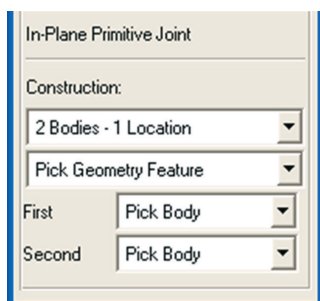 In-Plane Primitive Joint
Construction:
2 Bodies - 1 Location
Pick Geometry Feature
First Pick Body
Second Pick Body